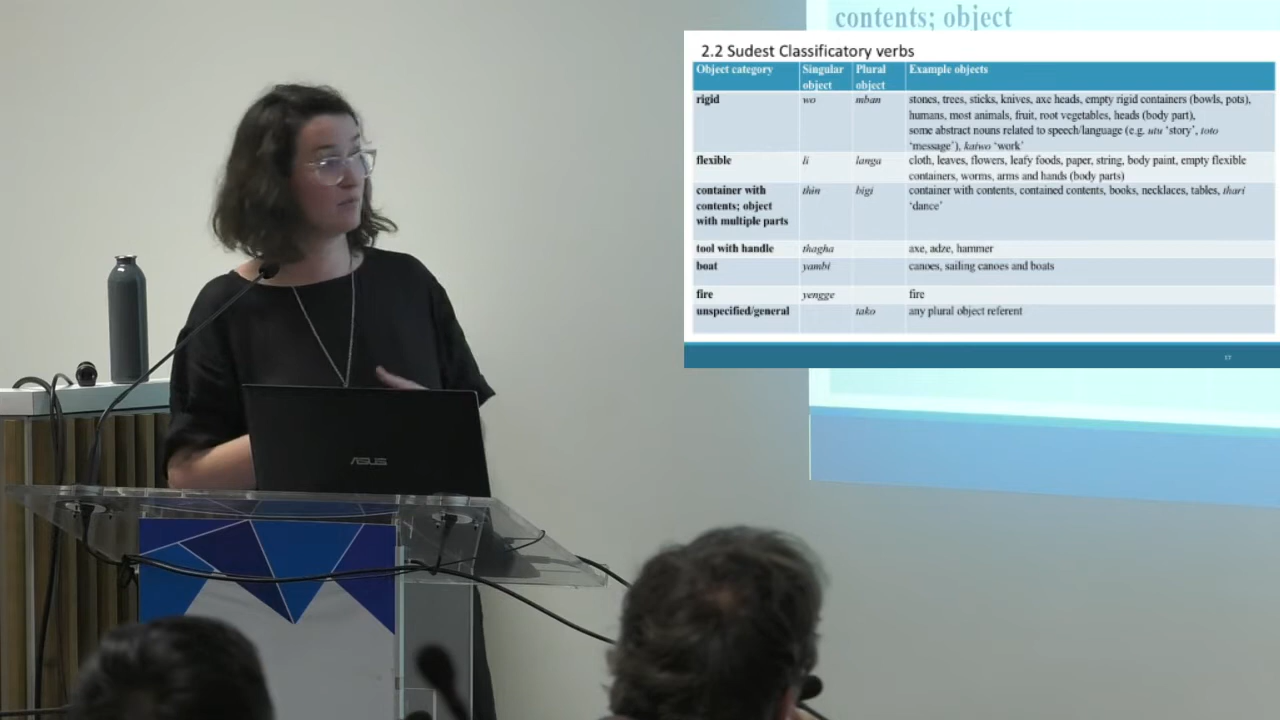 contents; object
2.2 Sudest Classificatory verbs
Object category Singular object Plural object Example objects
rigid wo mban stones, trees, sticks, knives, axe heads, empty rigid containers (bowls, pots),
humans, most animals, fruit, root vegetables, heads (body part),
some abstract nouns related to speech/language (e.g. utu ‘story’, toto
‘message’), kaiwo ‘work’
flexible li langa cloth, leaves, flowers, leafy foods, paper, string, body paint, empty flexible
containers, worms, arms and hands (body parts)
container with contents; object with multiple parts thin bigi container with contents, contained contents, books, necklaces, tables, thari
‘dance’
tool with handle thagha axe, adze, hammer
boat yambi canoes, sailing canoes and boats
fire yengge fire
unspecified/general tako any plural object referent
17
ASUS